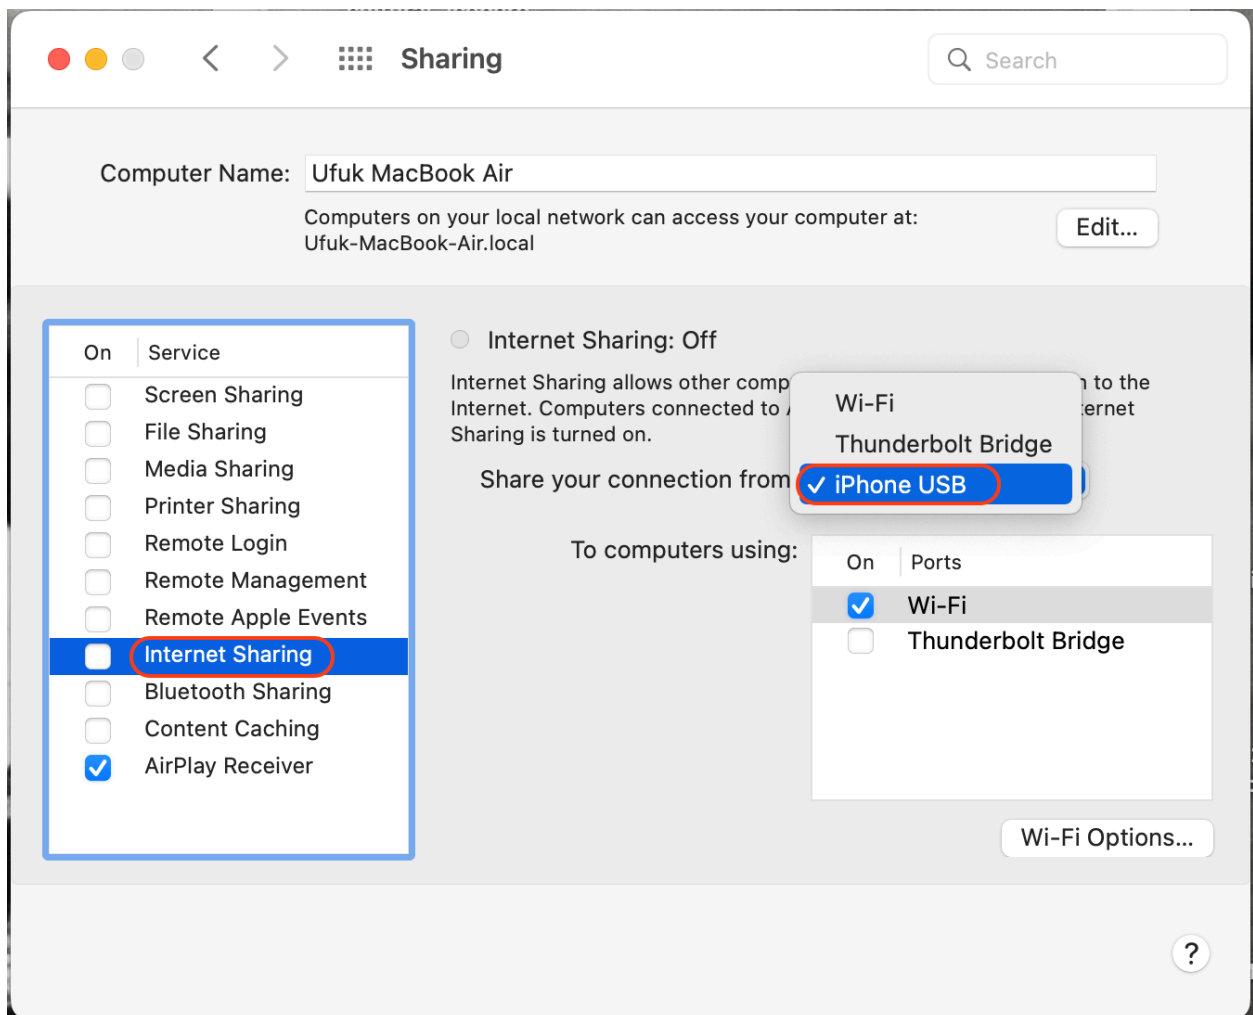 Sharing
Search
Computer Name: Ufuk MacBook Air
Computers on your local network can access your computer at:
Ufuk-MacBook-Air.local
Edit...
On Service
Screen Sharing
File Sharing
Media Sharing
Printer Sharing
Remote Login
Remote Management
Remote Apple Events
Internet Sharing
Bluetooth Sharing
Content Caching
AirPlay Receiver
Internet Sharing: Off
Internet Sharing allows other to the
Internet. Computers connected to
Sharing is turned on.
Share your connection from
Wi-Fi
Thunderbolt Bridge
✓ iPhone USB
To computers using:
On Ports
Wi-Fi
Thunderbolt Bridge
Wi-Fi Options...
?